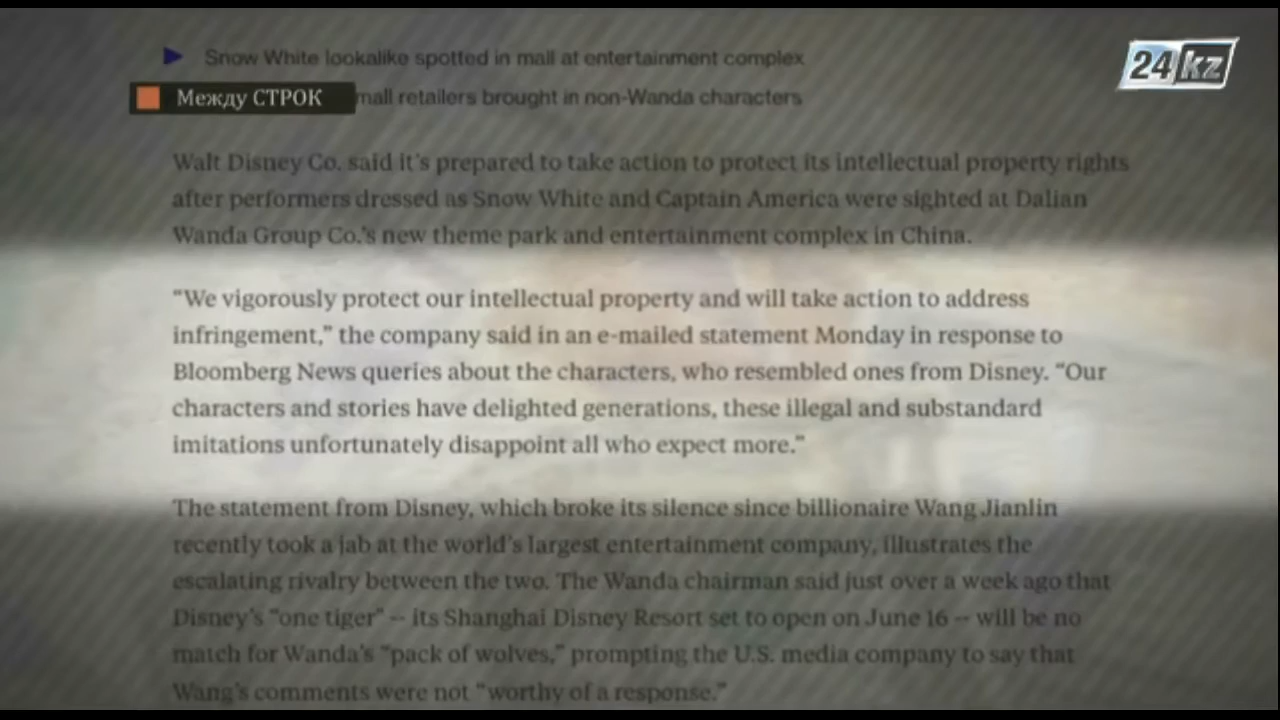 Snow White lookalike spotted in mall at entertainment complex
24 kz
Между СТРОК
mall retailers brought in non-Wanda characters
Walt Disney Co. said it's prepared to take action to protect its intellectual property rights
after performers dressed as Snow White and Captain America were sighted at Dalian
Wanda Group Co.'s new theme park and entertainment complex in China.
“We vigorously protect our intellectual property and will take action to address
infringement,” the company said in an e-mailed statement Monday in response to
Bloomberg News queries about the characters, who resembled ones from Disney. “Our
characters and stories have delighted generations, these illegal and substandard
imitations unfortunately disappoint all who expect more.”
The statement from Disney, which broke its silence since billionaire Wang Jianlin
recently took a jab at the world's largest entertainment company, illustrates the
escalating rivalry between the two. The Wanda chairman said just over a week ago that
Disney's “one tiger” -- its Shanghai Disney Resort set to open on June 16 -- will be no
match for Wanda's “pack of wolves,” prompting the U.S. media company to say that
Wang's comments were not “worthy of a response.”